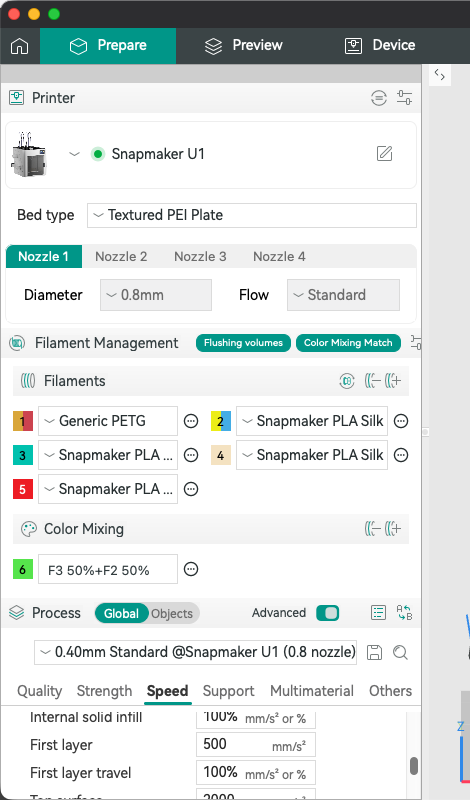 Prepare
Preview
Device
Printer
Snapmaker U1
Bed type
Textured PEI Plate
Nozzle 1
Nozzle 2
Nozzle 3
Nozzle 4
Diameter
0.8mm
Flow
Standard
Filament Management
Flushing volumes
Color Mixing Match
Filaments
1
Generic PETG
2
Snapmaker PLA Silk
3
Snapmaker PLA ...
4
Snapmaker PLA Silk
5
Snapmaker PLA ...
Color Mixing
6
F3 50%+F2 50%
Process
Global
Objects
Advanced
0.40mm Standard @Snapmaker U1 (0.8 nozzle)
Quality
Strength
Speed
Support
Multimaterial
Others
Internal solid infill
100%
mm/s² or %
First layer
500
mm/s²
First layer travel
100%
mm/s² or %
Top surface
2000
Z